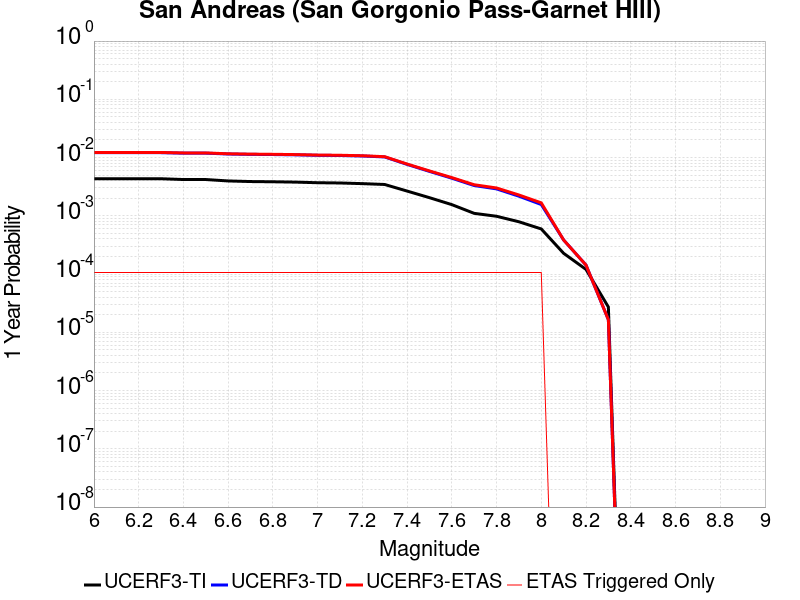 San Andreas (San Gorgonio Pass-Garnet HIll)
10^0
10^-1
10^-2
10^-3
10^-4
10^-5
10^-6
10^-7
10^-8
1 Year Probability
6 6.2 6.4 6.6 6.8 7 7.2 7.4 7.6 7.8 8 8.2 8.4 8.6 8.8 9
Magnitude
UCERF3-TI UCERF3-TD UCERF3-ETAS ETAS Triggered Only